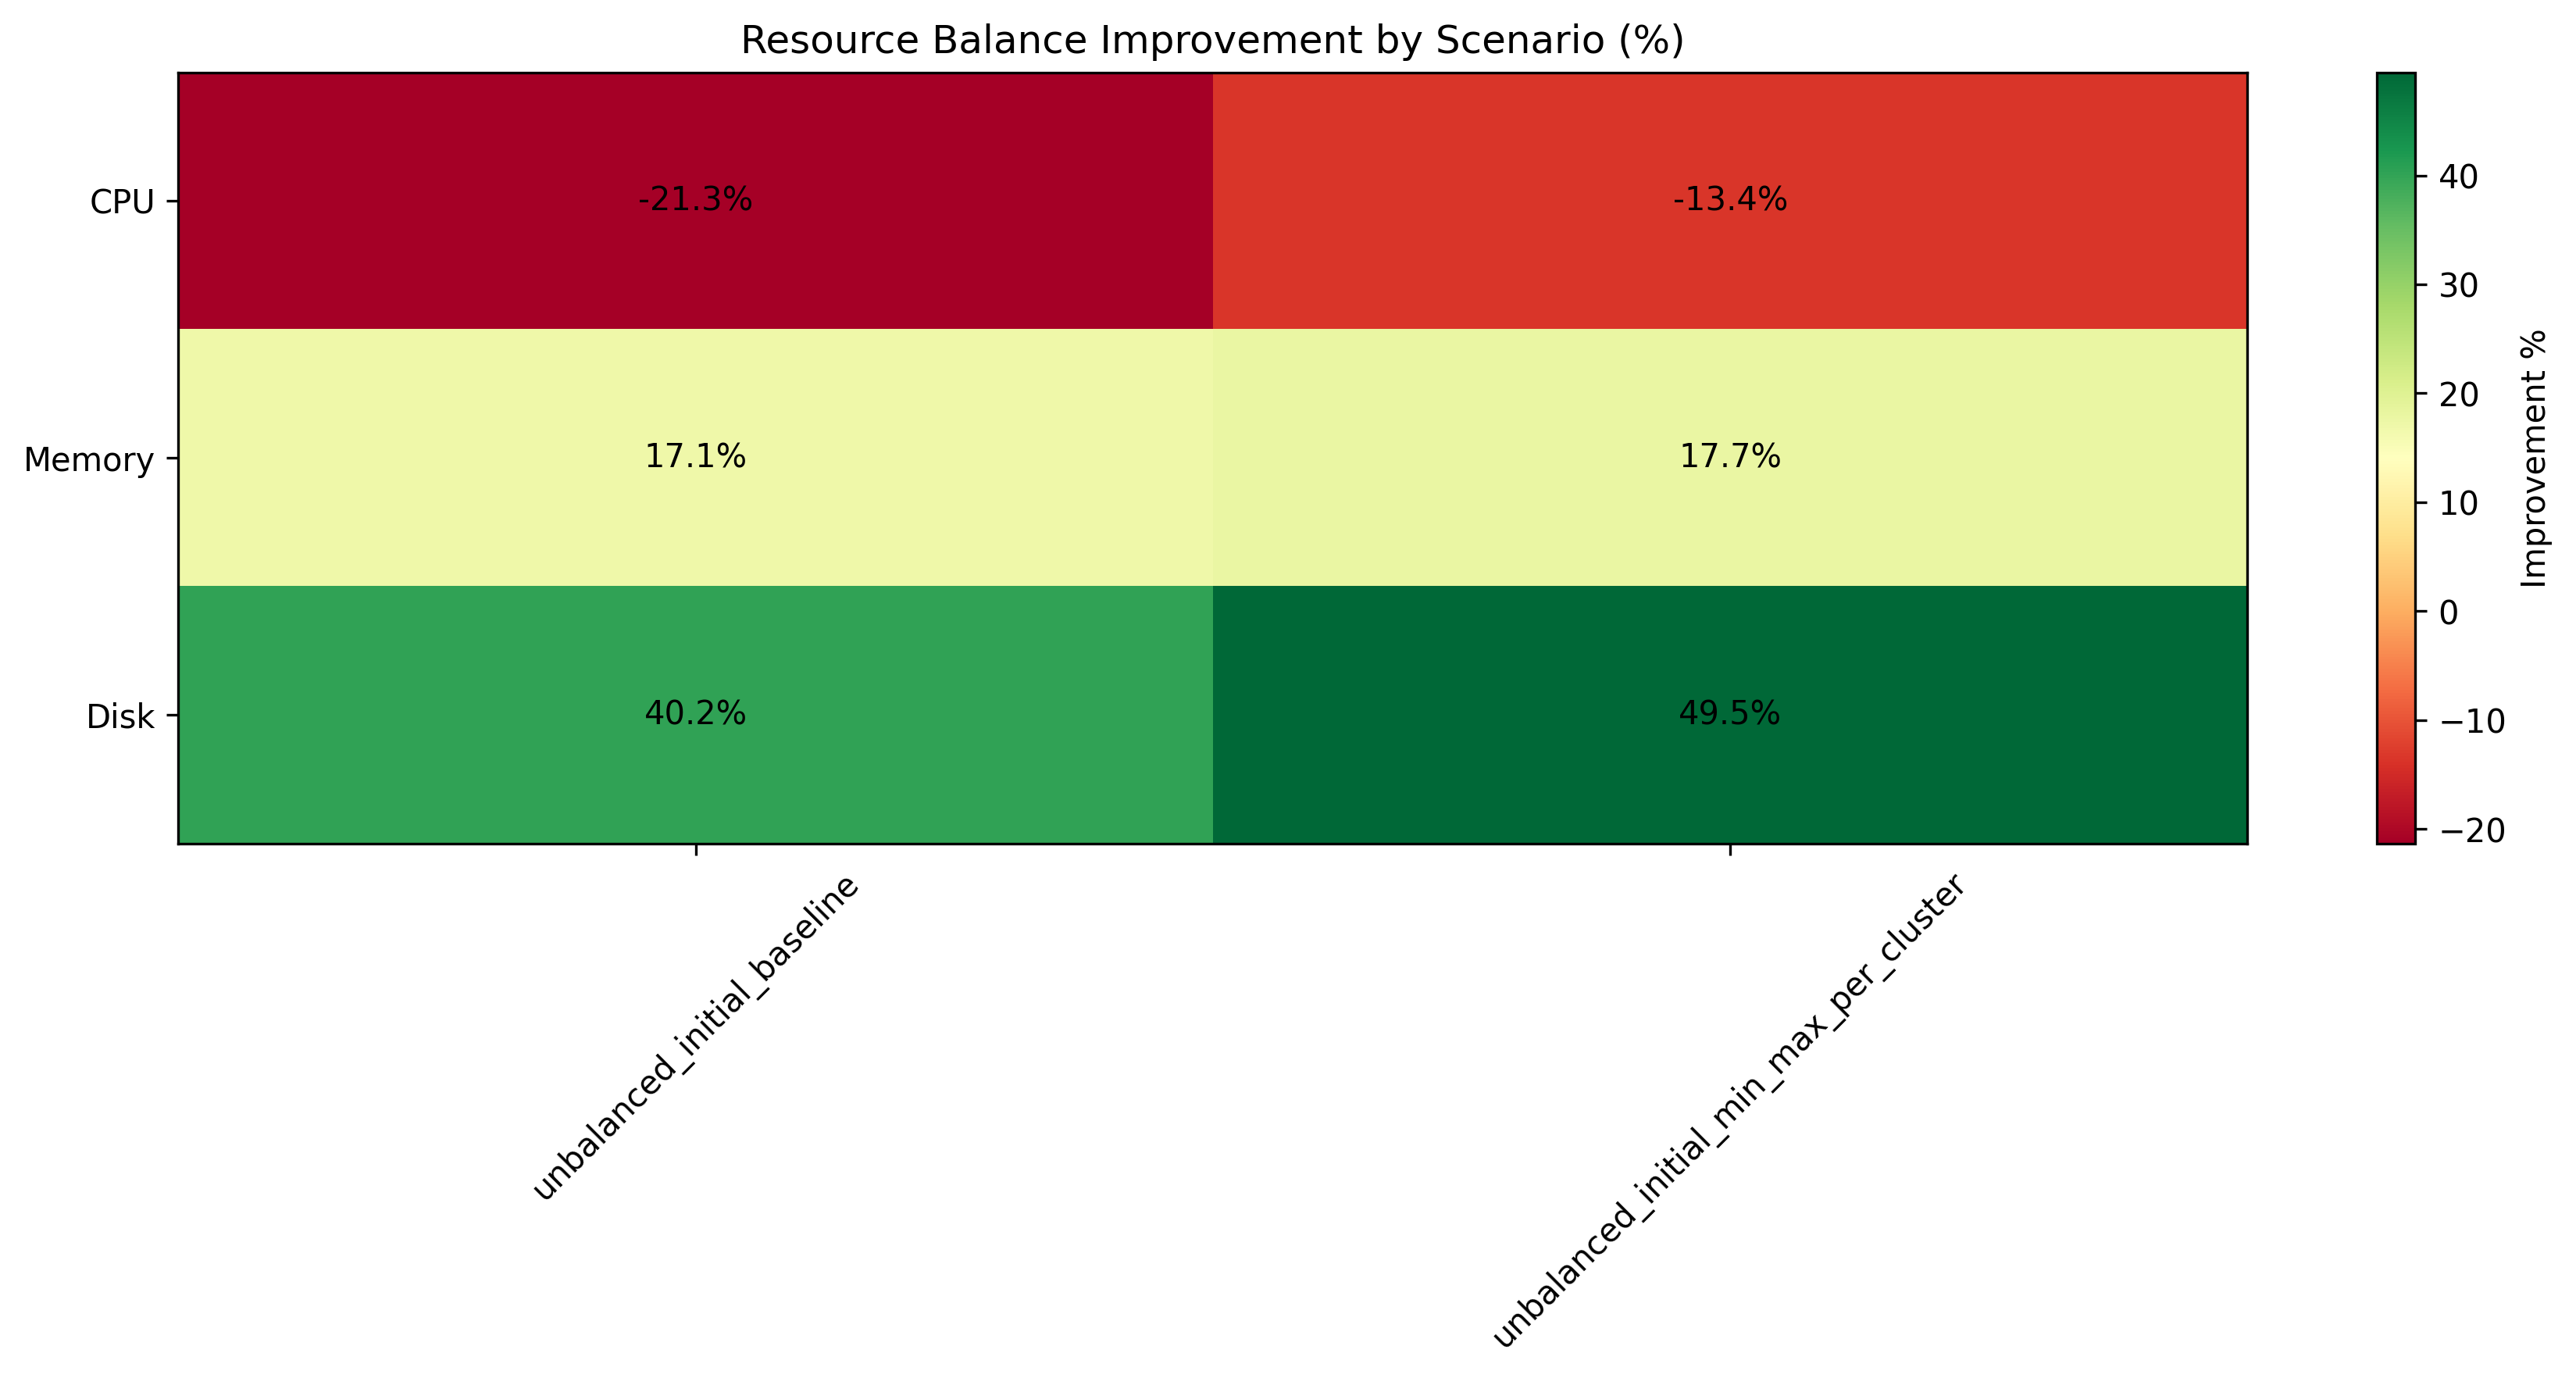 Resource Balance Improvement by Scenario (%)
CPU
-21.3%
-13.4%
Memory
17.1%
17.7%
Disk
40.2%
49.5%
unbalanced_initial_baseline
unbalanced_initial_min_max_per_cluster
40
30
20
10
0
−10
−20
Improvement %